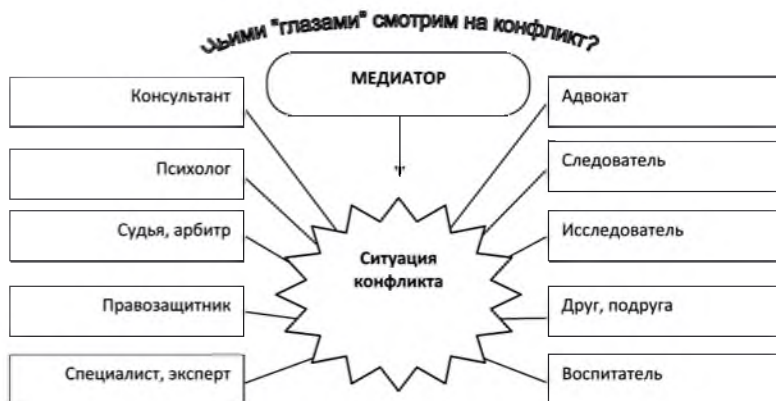 Чьими "глазами" смотрим на конфликт?
МЕДИАТОР
Консультант
Адвокат
Психолог
Следователь
Судья, арбитр
Исследователь
Ситуация
конфликта
Правозащитник
Друг, подруга
Специалист, эксперт
Воспитатель